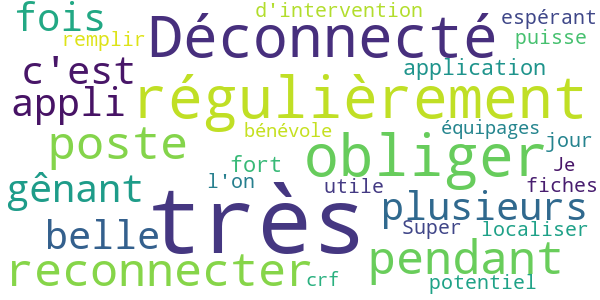 fois d'intervention espérant
remplir Déconnecté puisse
c'est application
appli régulièrement
poste bénévole équipages
fort obliger jour
gênant l'on utile Je fiches
belle très plusieurs
Super localiser
reconnecter crf pendant
potentiel